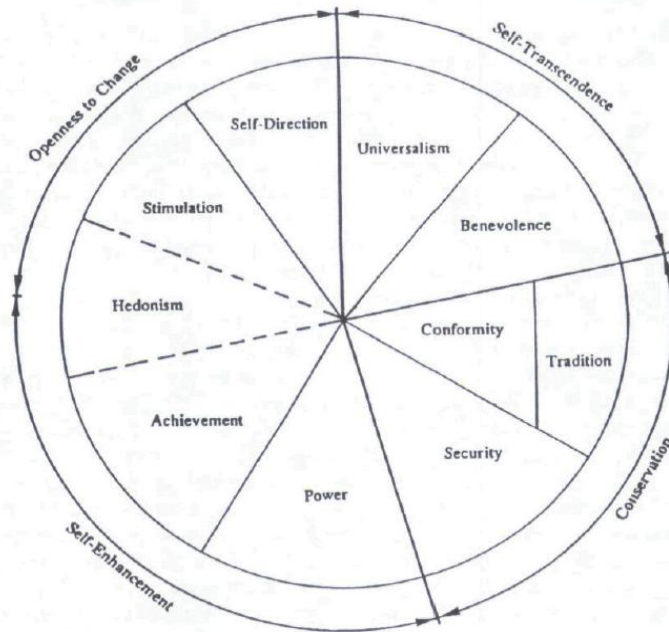 Openness to Change
Self-Transcendence
Self-Direction
Universalism
Stimulation
Benevolence
Hedonism
Conformity
Tradition
Achievement
Security
Power
Self-Enhancement
Conservation